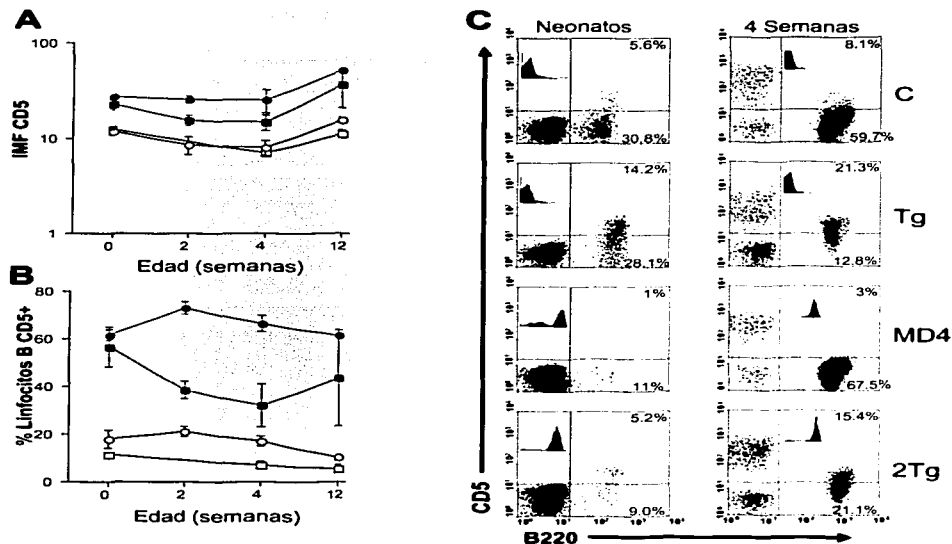 A
100
10
1
IMF CD5
0
2
4
12
Edad (semanas)
B
80
60
40
20
0
% Linfocitos B CD5+
0
2
4
12
Edad (semanas)
C
Neonatos
4 Semanas
5.6%
30.8%
8.1%
59.7%
C
14.2%
28.1%
21.3%
12.8%
Tg
1%
11%
3%
67.5%
MD4
5.2%
9.0%
15.4%
21.1%
2Tg
CD5
B220